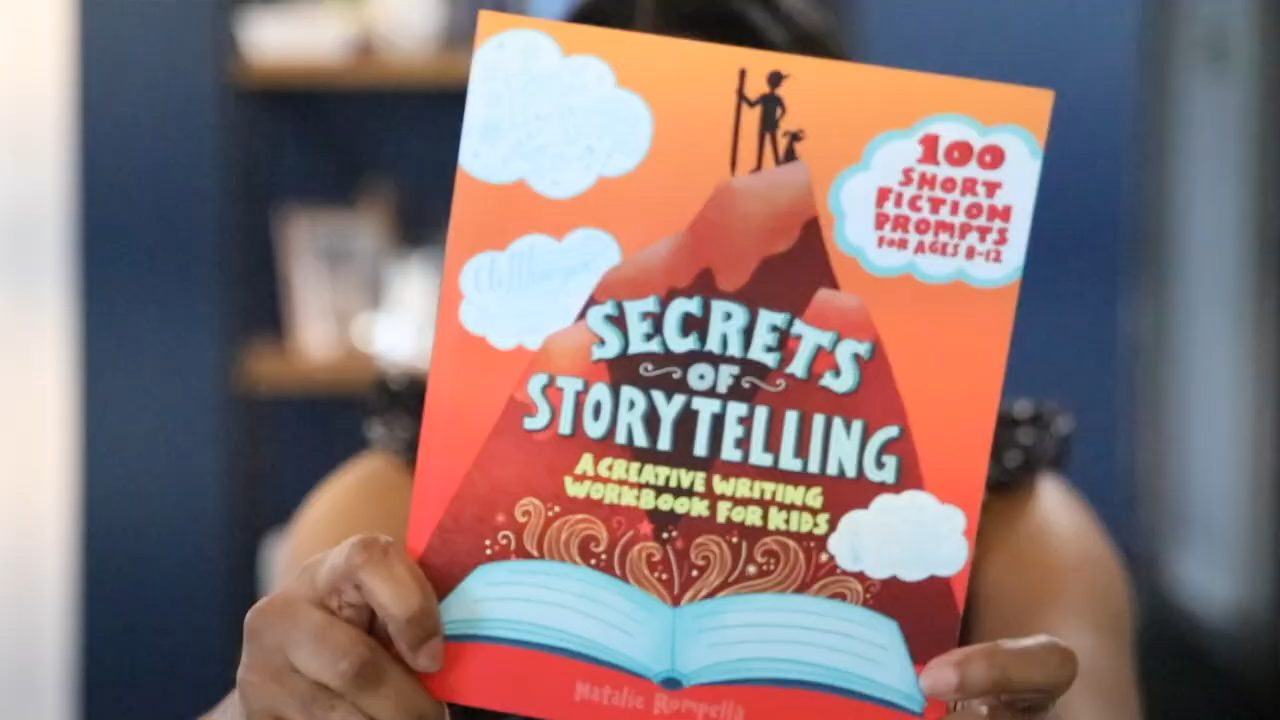 100
SHORT
FICTION
PROMPTS
FOR AGES 8-12
SECRETS
OF
STORYTELLING
A CREATIVE WRITING
WORKBOOK FOR KIDS
Natalie Rompella